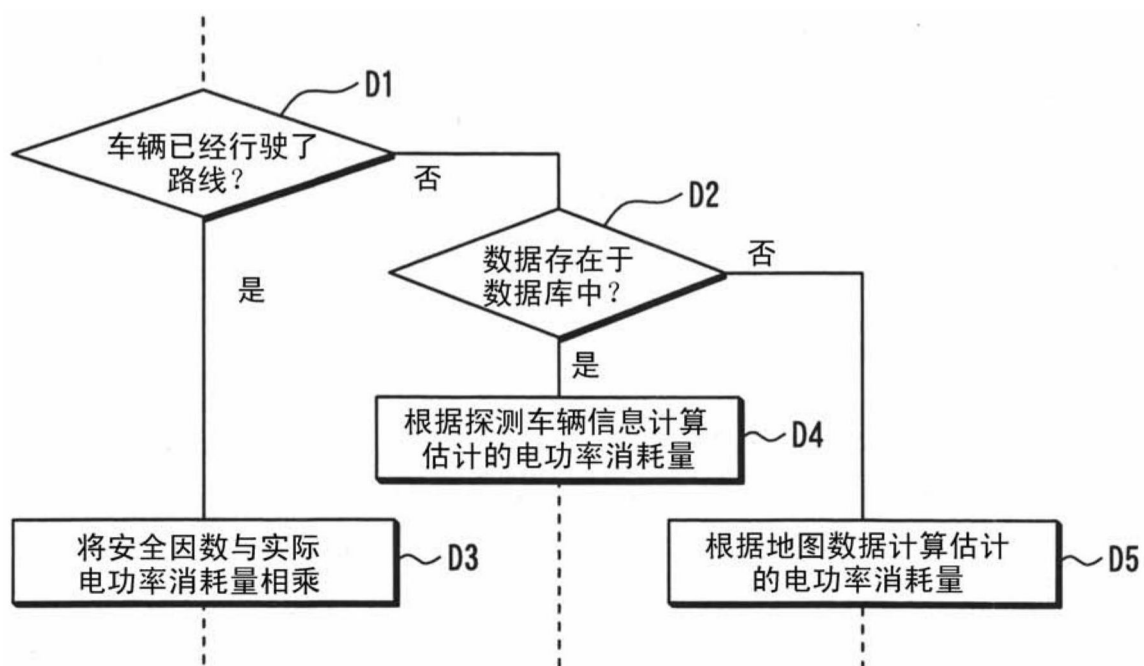 D1
车辆已经行驶了
路线？
否
D2
数据存在于
数据库中？
否
是
是
根据探测车辆信息计算
估计的电功率消耗量
D4
将安全因数与实际
电功率消耗量相乘
D3
根据地图数据计算估计
的电功率消耗量
D5